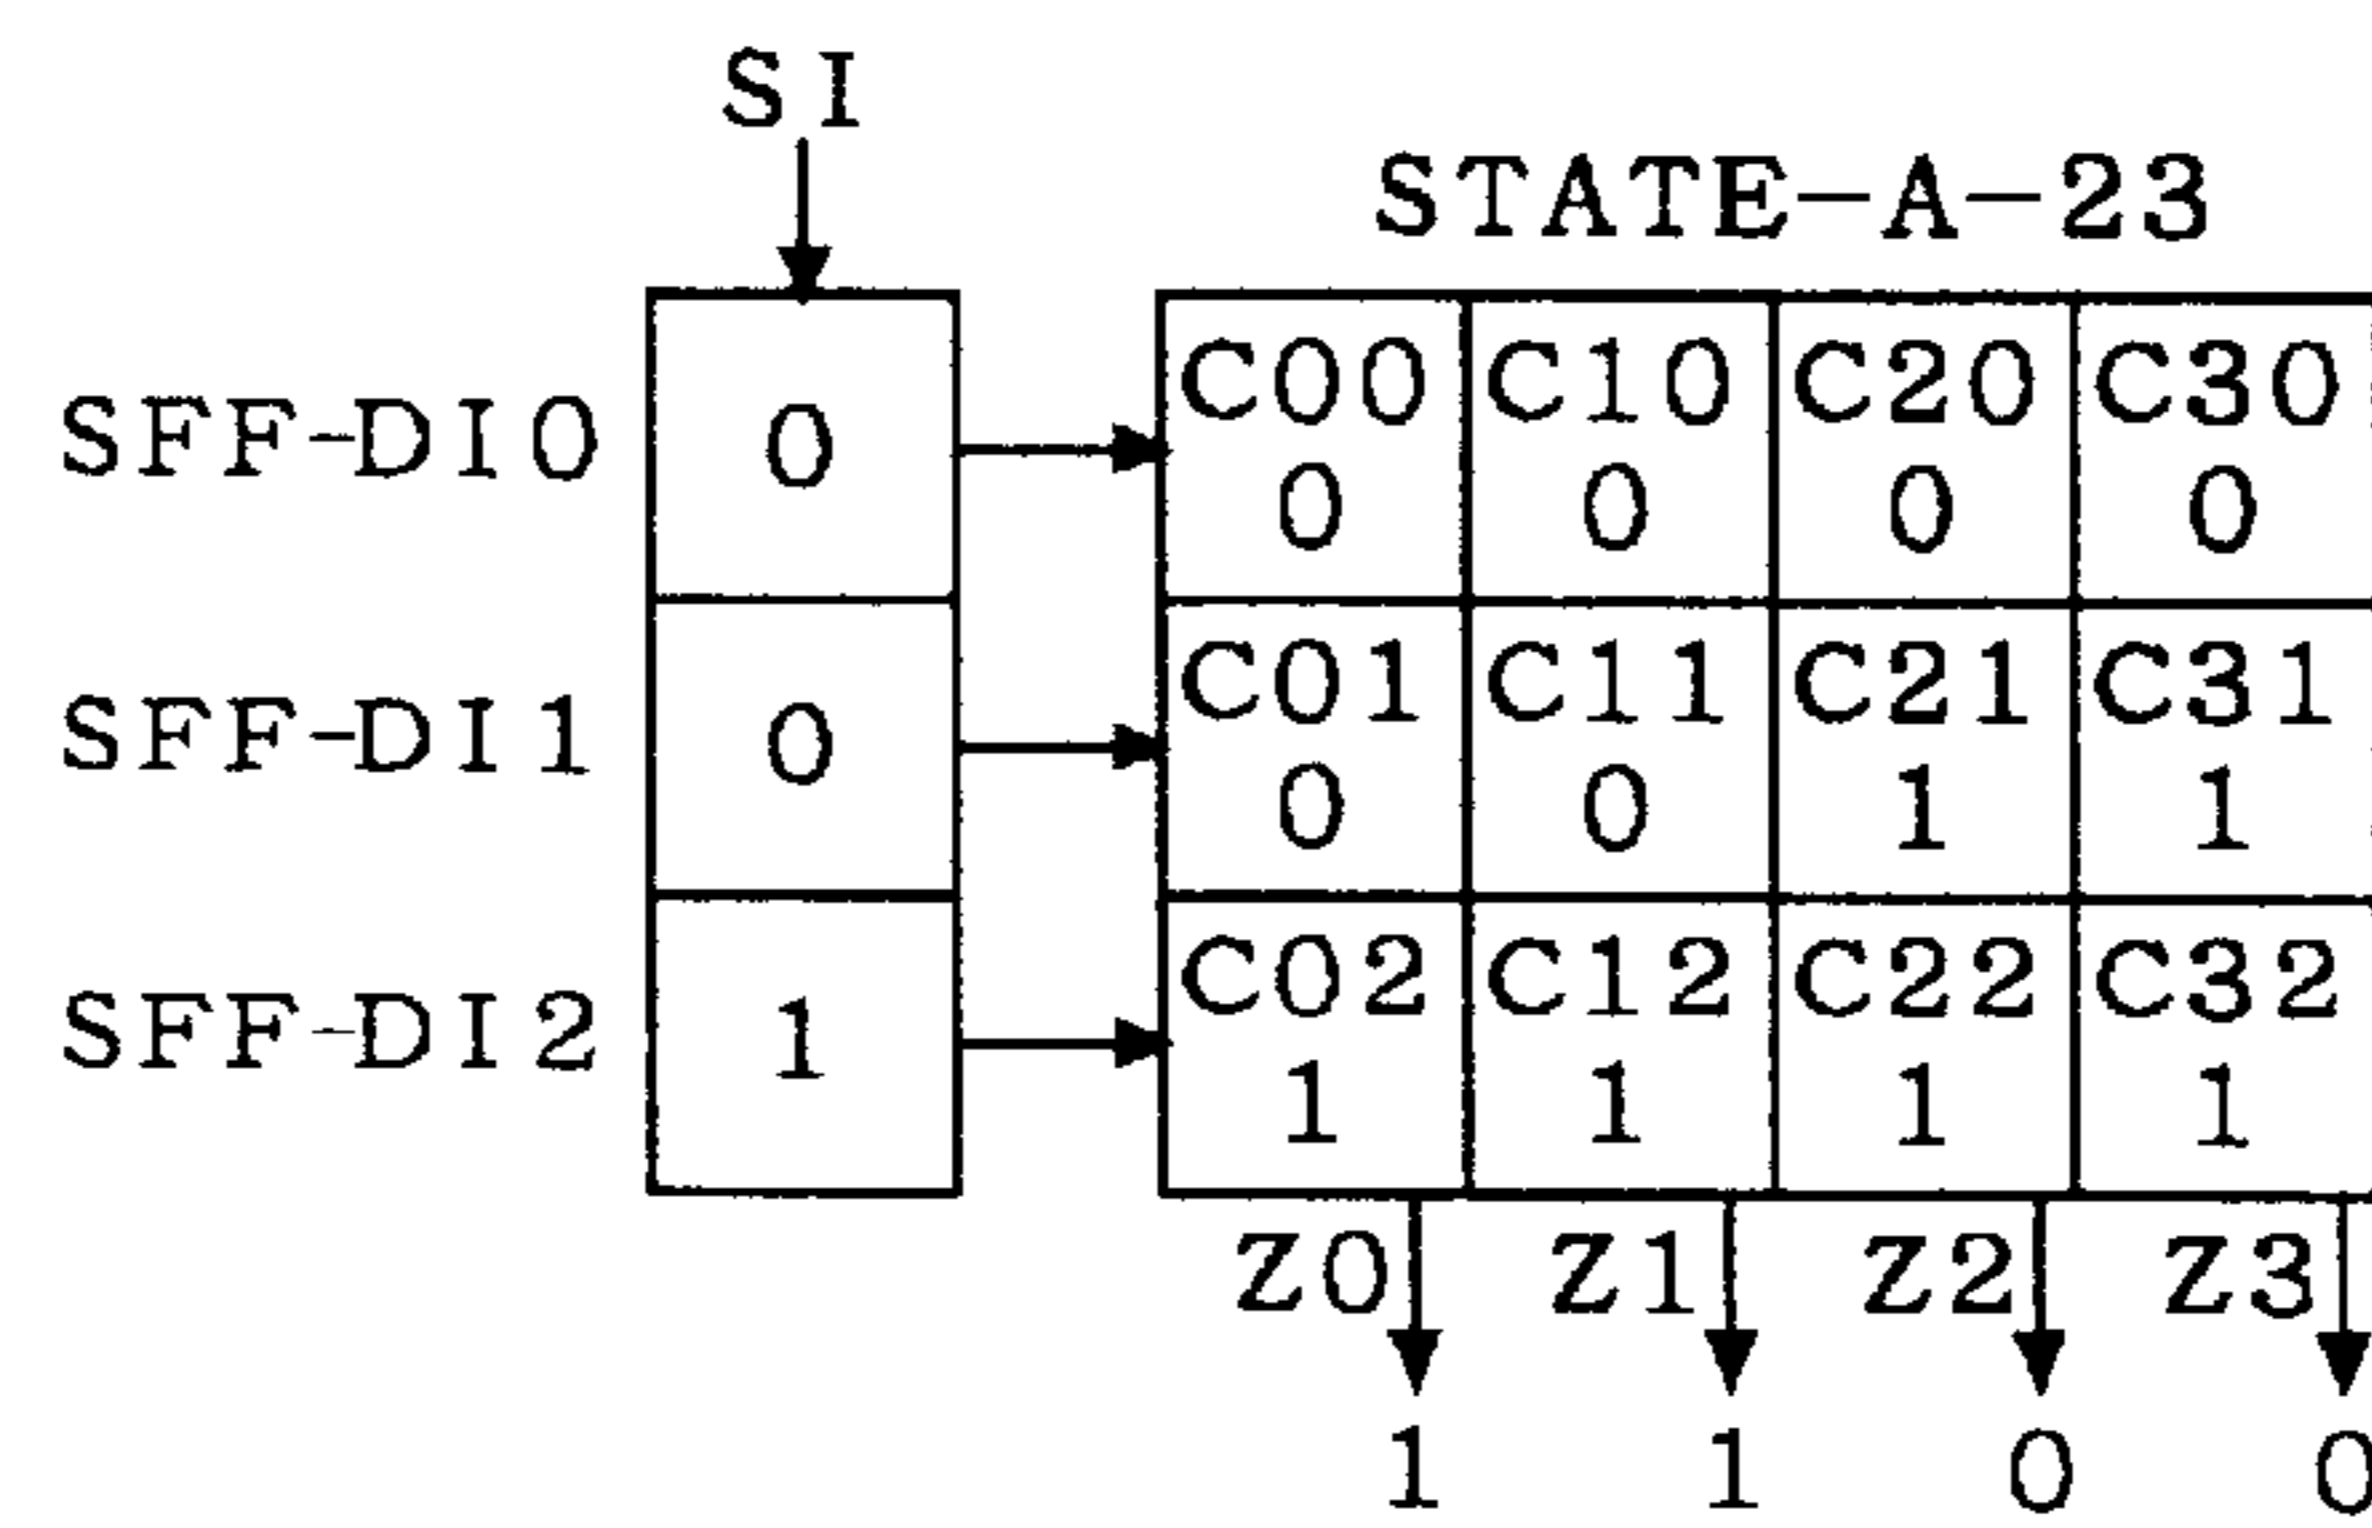 SI
STATE-A-23
C00 C10 C20 C30
SFF-DI0 0
0 0 0 0
C01 C11 C21 C31
SFF-DI1 0
0 0 1 1
C02 C12 C22 C32
SFF-DI2 1
1 1 1 1
Z0 Z1 Z2 Z3
1 1 0 0